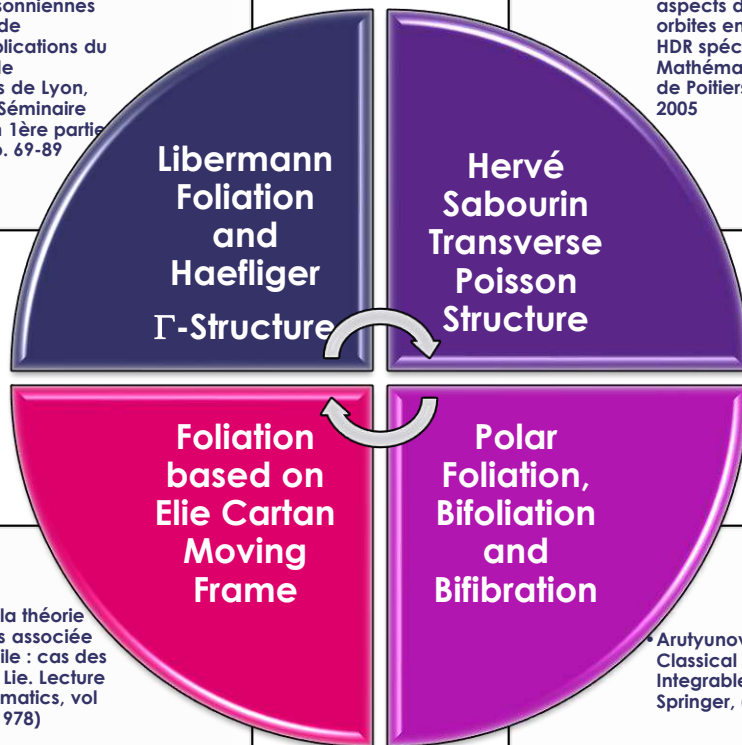 sonniennes
de
plications du
le
s de Lyon,
Séminaire
n 1ère partie
p. 69-89
aspects d
orbites en
HDR spéc
Mathéma
de Poitiers
2005
Libermann
Foliation
and
Haefliger
Γ-Structure
Hervé
Sabourin
Transverse
Poisson
Structure
Foliation
based on
Elie Cartan
Moving
Frame
Polar
Foliation,
Bifoliation
and
Bifibration
la théorie
s associée
ile : cas des
Lie. Lecture
matics, vol
1978)
• Arutyunov
Classical
Integrable
Springer,